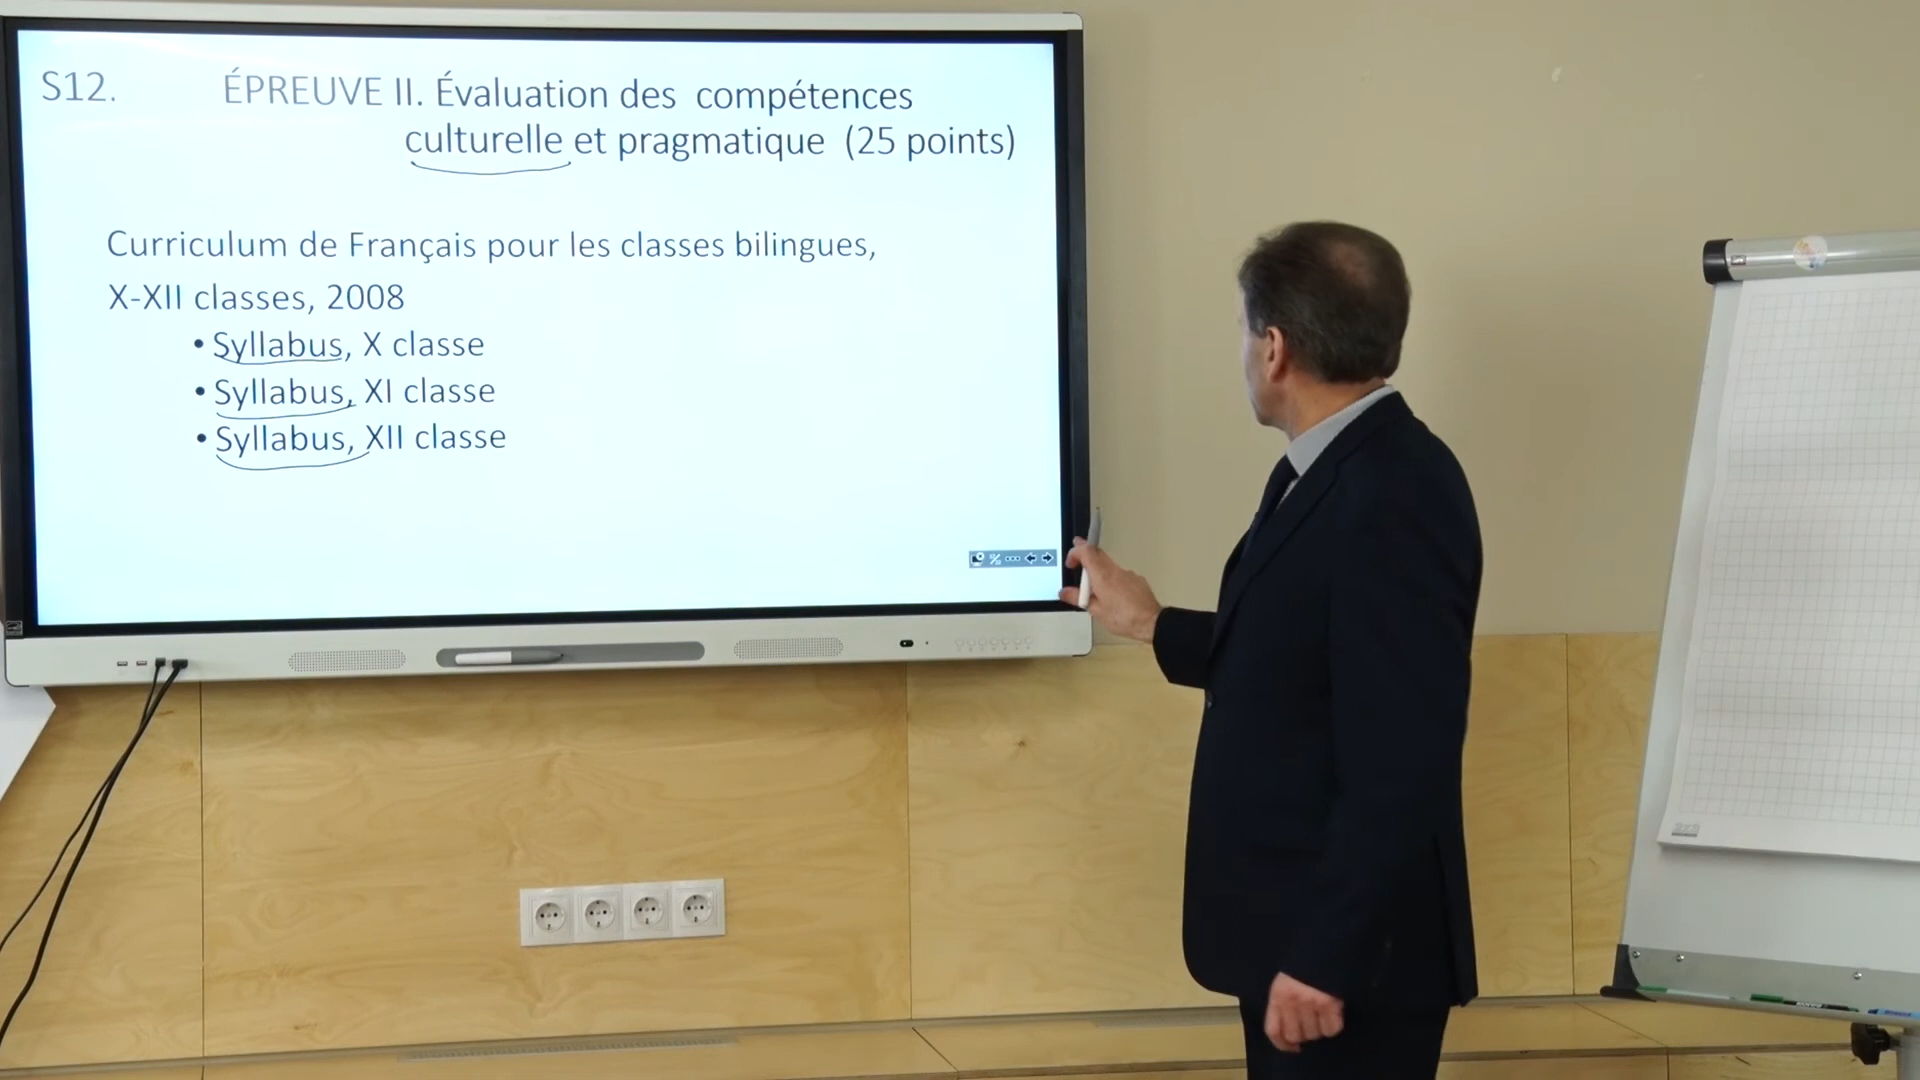 S12. ÉPREUVE II. Évaluation des compétences
culturelle et pragmatique (25 points)
Curriculum de Français pour les classes bilingues,
X-XII classes, 2008
• Syllabus, X classe
• Syllabus, XI classe
• Syllabus, XII classe